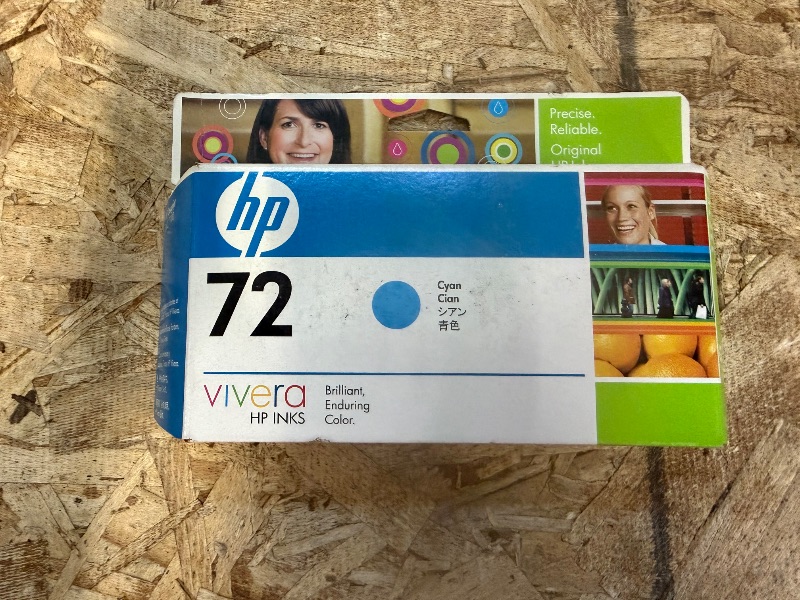 Precise.
Reliable.
Original
hp
72
Cyan
Cian
シアン
青色
vivera
HP INKS
Brilliant,
Enduring
Color.